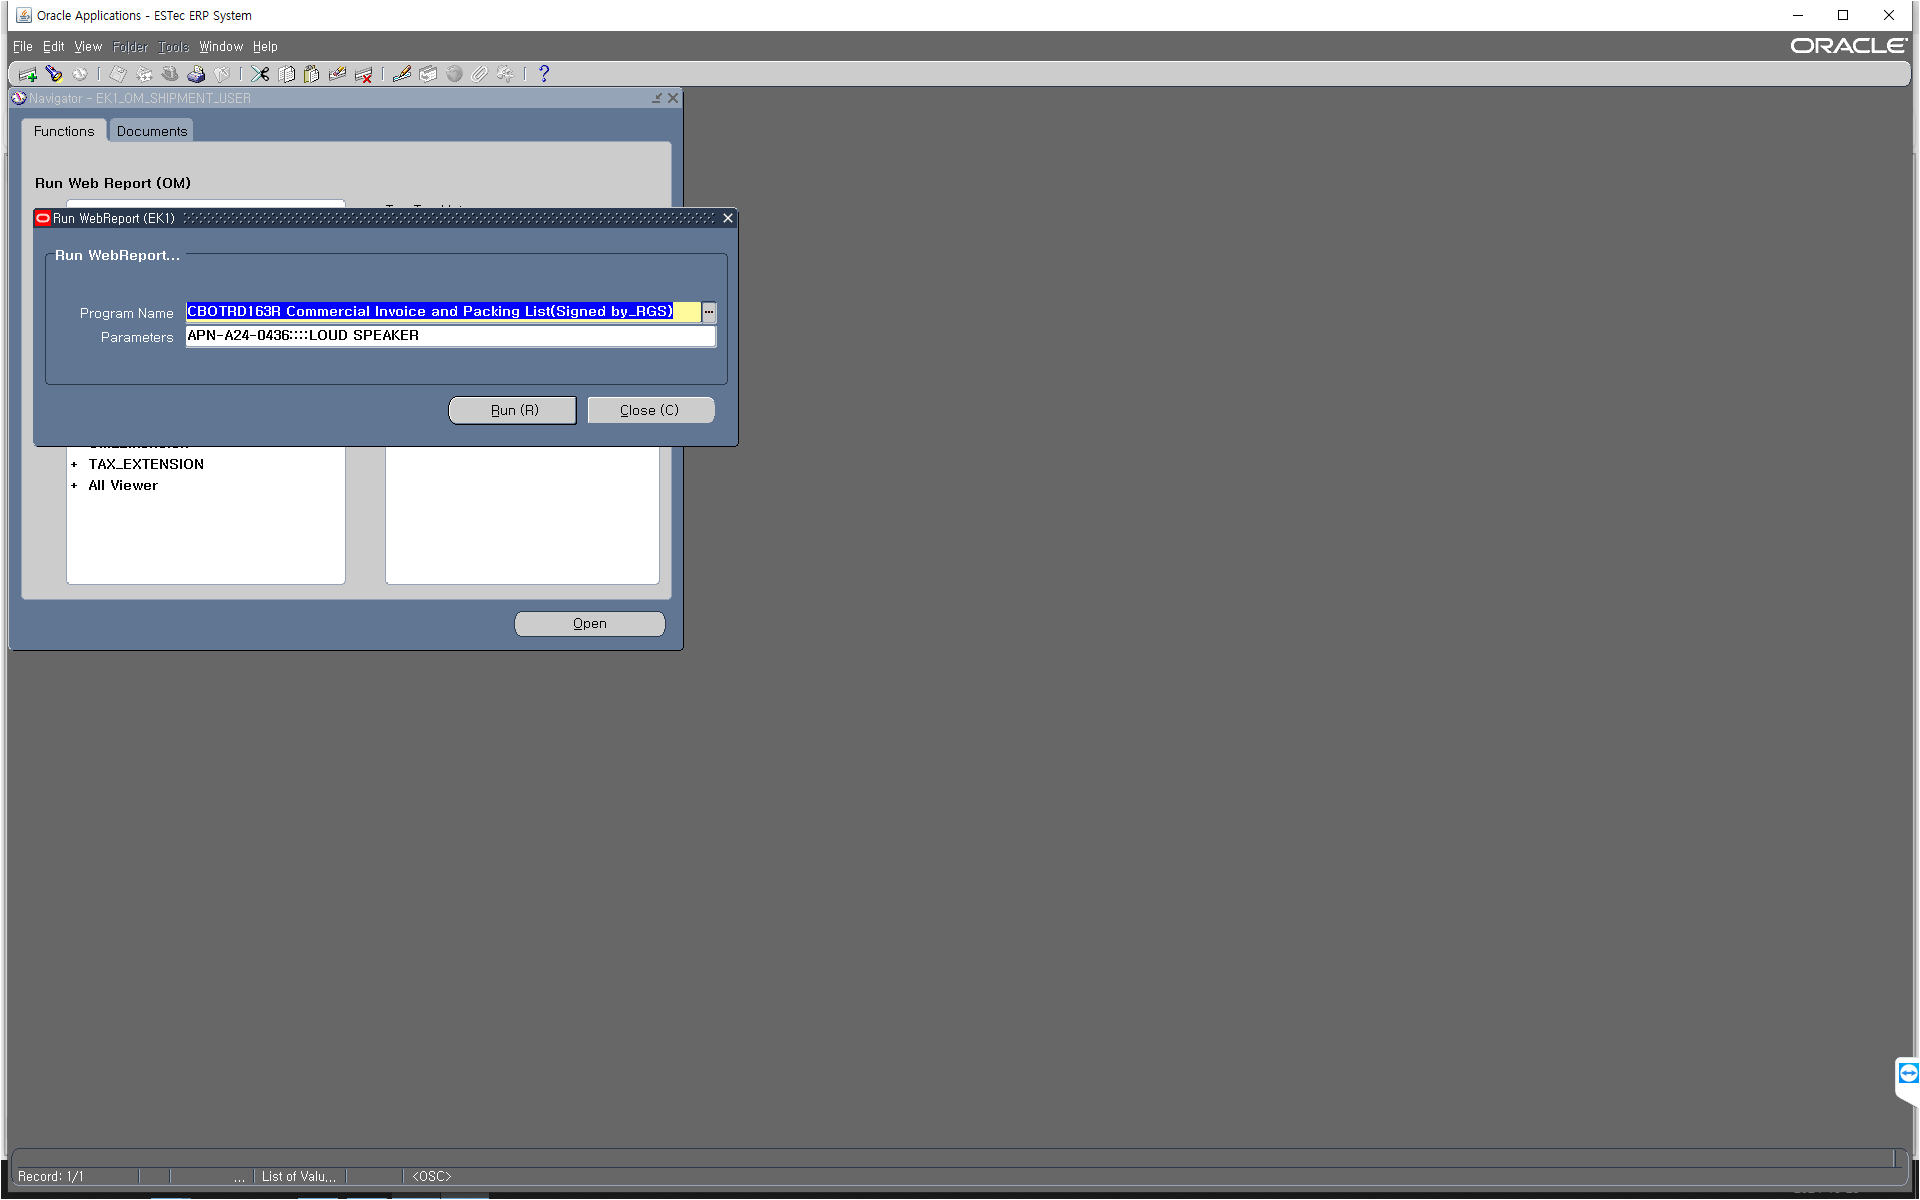 Oracle Applications - ESTec ERP System
File Edit View Folder Tools Window Help
ORACLE
Navigator - EK1_OM_SHIPMENT_USER
Functions Documents
Run Web Report (OM)
Run WebReport (EK1)
Run WebReport...
Program Name CBOTRD163R Commercial Invoice and Packing List(Signed by_RGS) ...
Parameters APN-A24-0436::::LOUD SPEAKER
Run (R) Close (C)
+ TAX_EXTENSION
+ All Viewer
Open
Record: 1/1 ... List of Valu... <OSC>